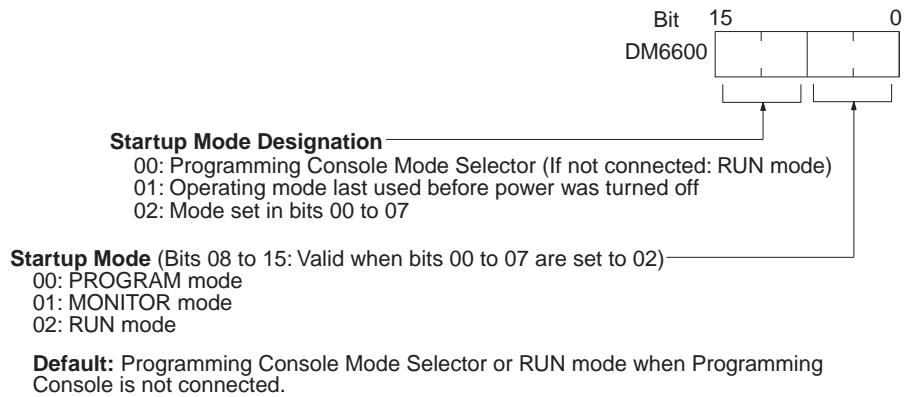 Bit 15 0
DM6600
Startup Mode Designation
00: Programming Console Mode Selector (If not connected: RUN mode)
01: Operating mode last used before power was turned off
02: Mode set in bits 00 to 07
Startup Mode (Bits 08 to 15: Valid when bits 00 to 07 are set to 02)
00: PROGRAM mode
01: MONITOR mode
02: RUN mode
Default: Programming Console Mode Selector or RUN mode when Programming
Console is not connected.